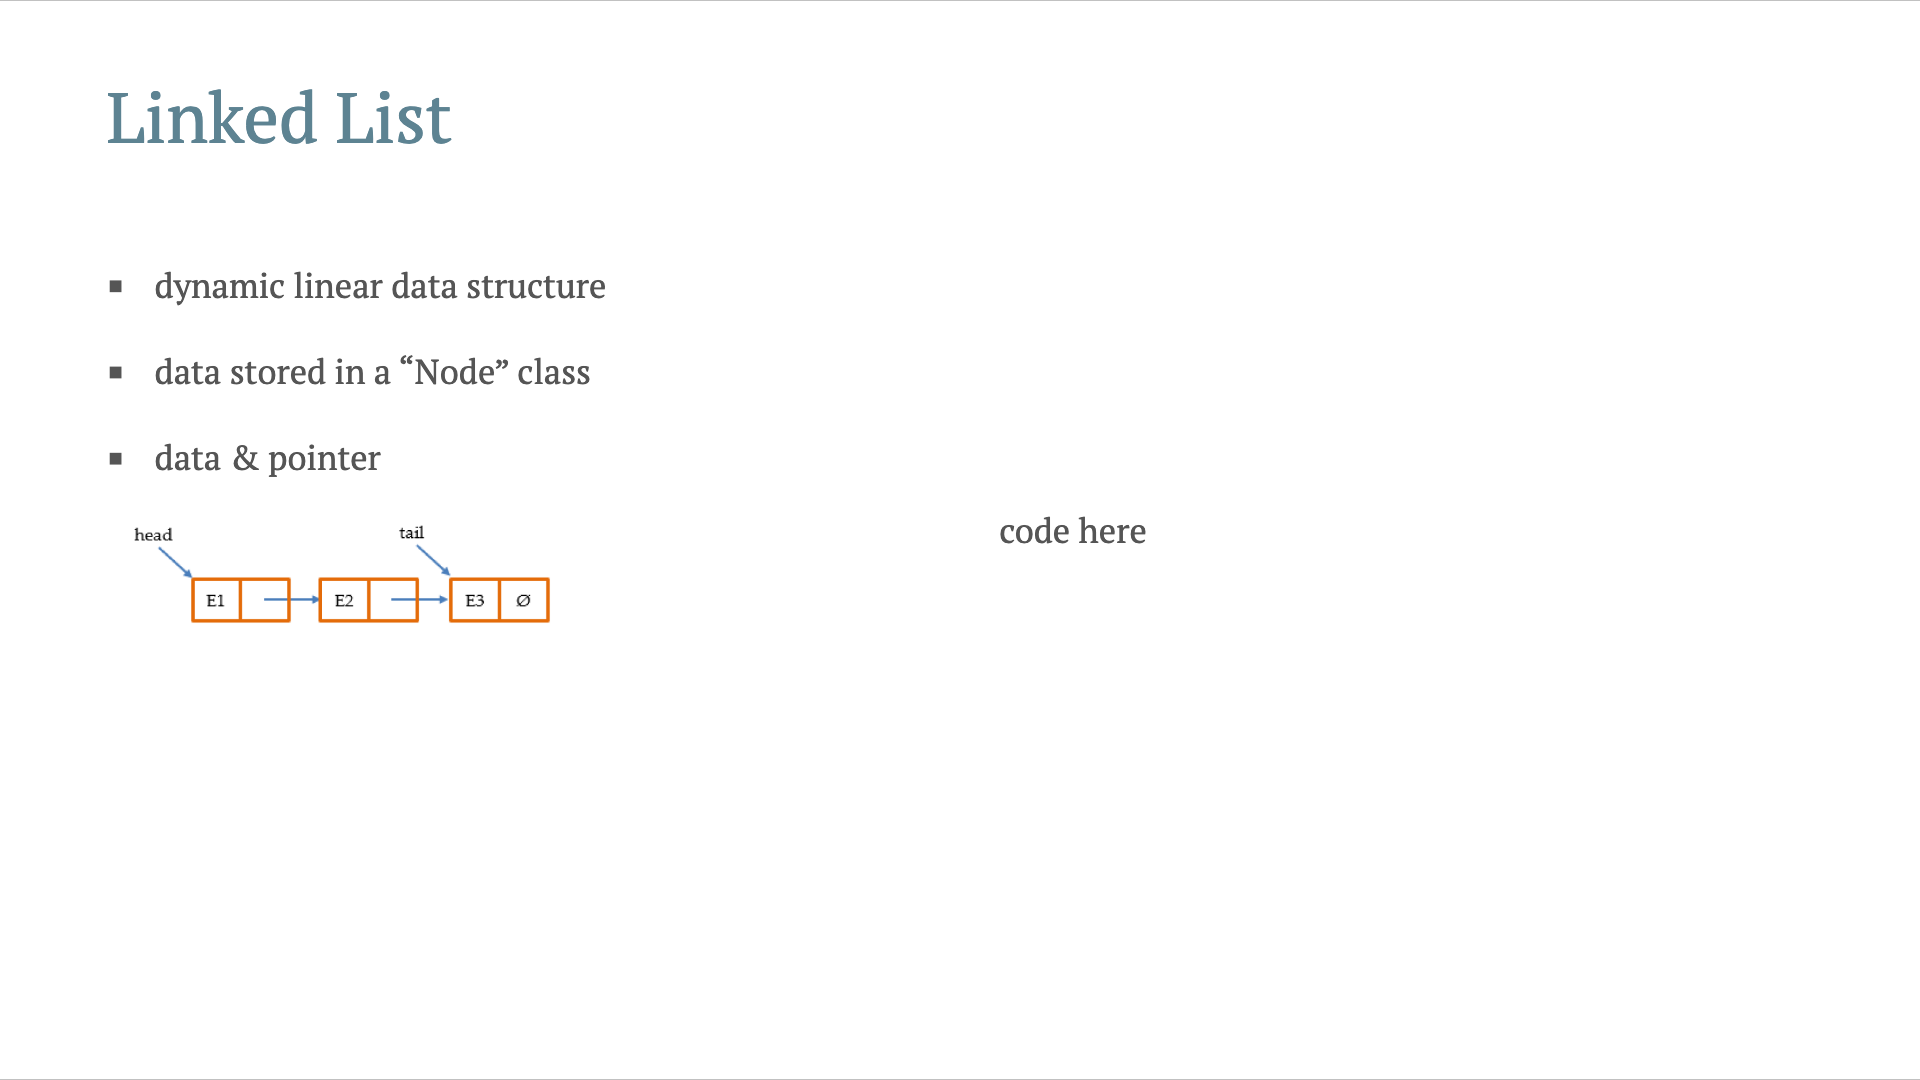 Linked List
▪ dynamic linear data structure
▪ data stored in a “Node” class
▪ data & pointer
head
tail
E1
E2
E3
Ø
code here